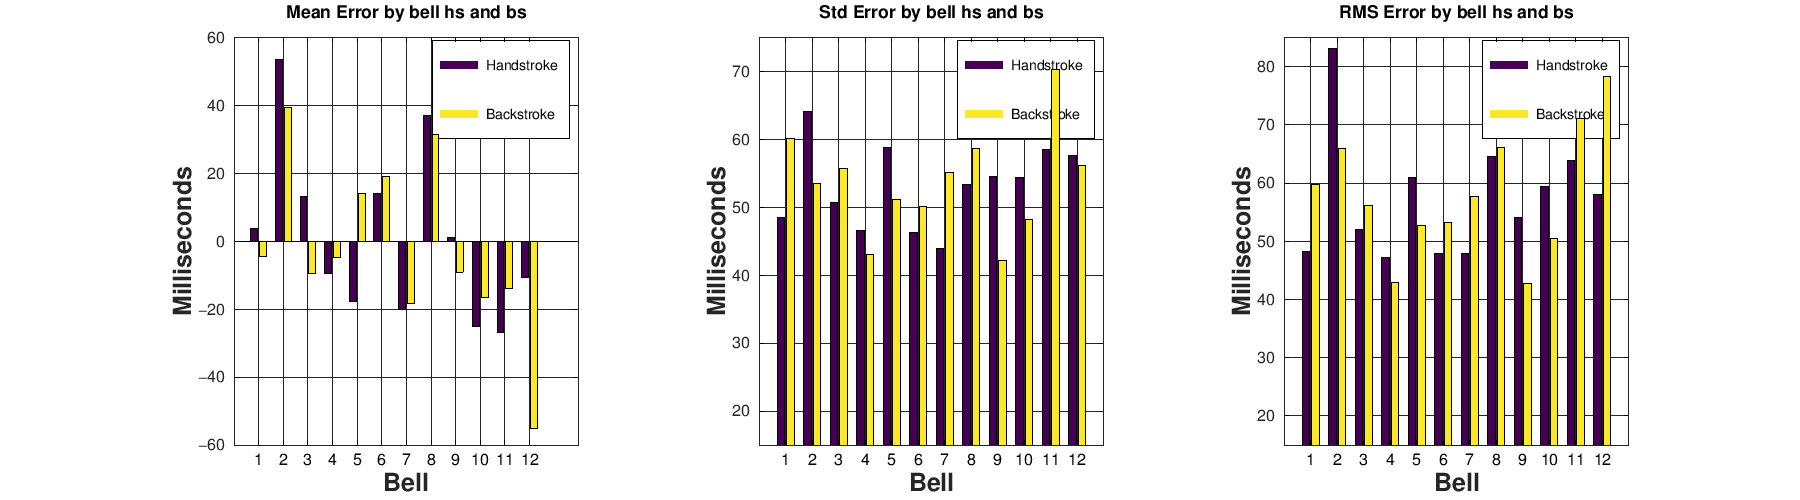 Mean Error by bell hs and bs
60
40
20
0
−20
−40
−60
Milliseconds
Handstroke
Backstroke
1 2 3 4 5 6 7 8 9 10 11 12
Bell
Std Error by bell hs and bs
70
60
50
40
30
20
Milliseconds
Handstroke
Backstroke
1 2 3 4 5 6 7 8 9 10 11 12
Bell
RMS Error by bell hs and bs
80
70
60
50
40
30
20
Milliseconds
Handstroke
Backstroke
1 2 3 4 5 6 7 8 9 10 11 12
Bell